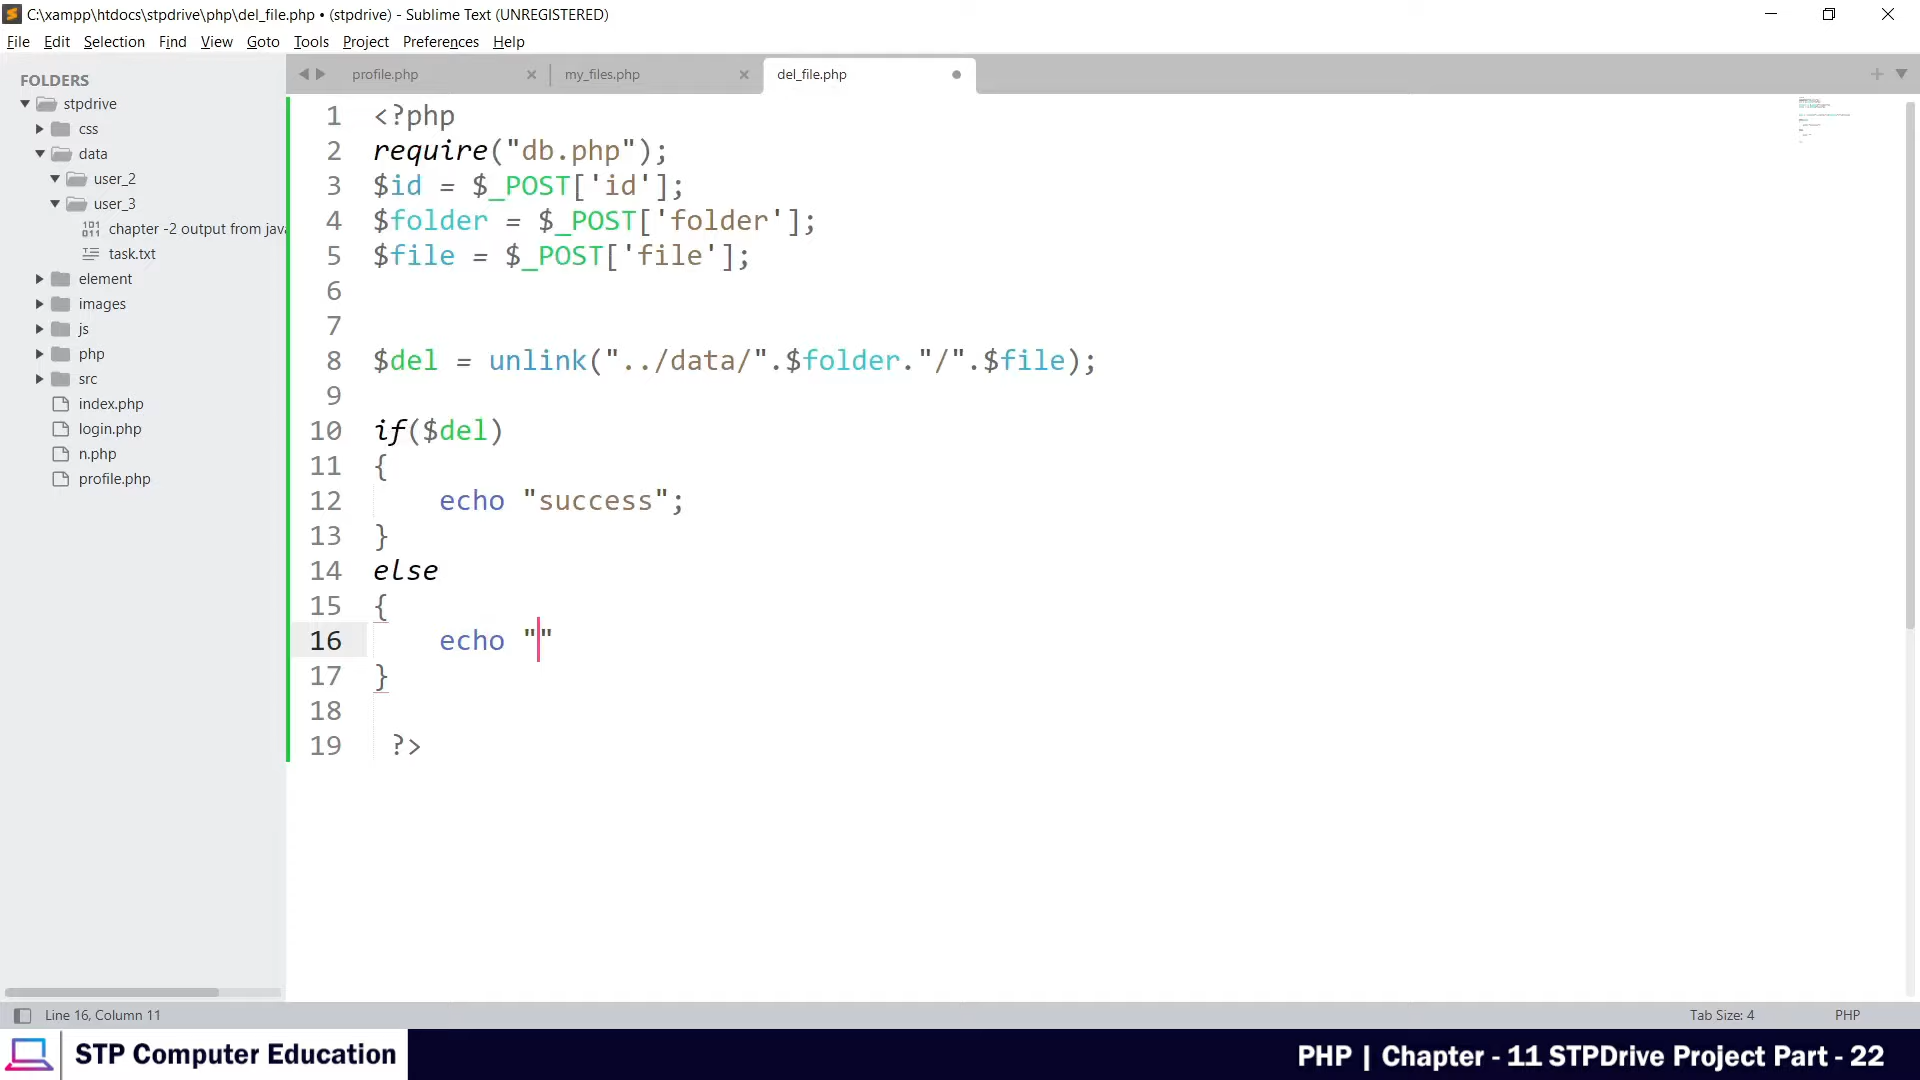 C:\xampp\htdocs\stpdrive\php\del_file.php • (stpdrive) - Sublime Text (UNREGISTERED)
File Edit Selection Find View Goto Tools Project Preferences Help
FOLDERS
stpdrive
css
data
user_2
user_3
chapter -2 output from java
task.txt
element
images
js
php
src
index.php
login.php
n.php
profile.php
profile.php my_files.php del_file.php
1 <?php
2 require("db.php");
3 $id = $_POST['id'];
4 $folder = $_POST['folder'];
5 $file = $_POST['file'];
6
7
8 $del = unlink("../data/".$folder."/".$file);
9
10 if($del)
11 {
12 echo "success";
13 }
14 else
15 {
16 echo ""
17 }
18
19 ?>
Line 16, Column 11
Tab Size: 4 PHP
STP Computer Education
PHP | Chapter - 11 STPDrive Project Part - 22